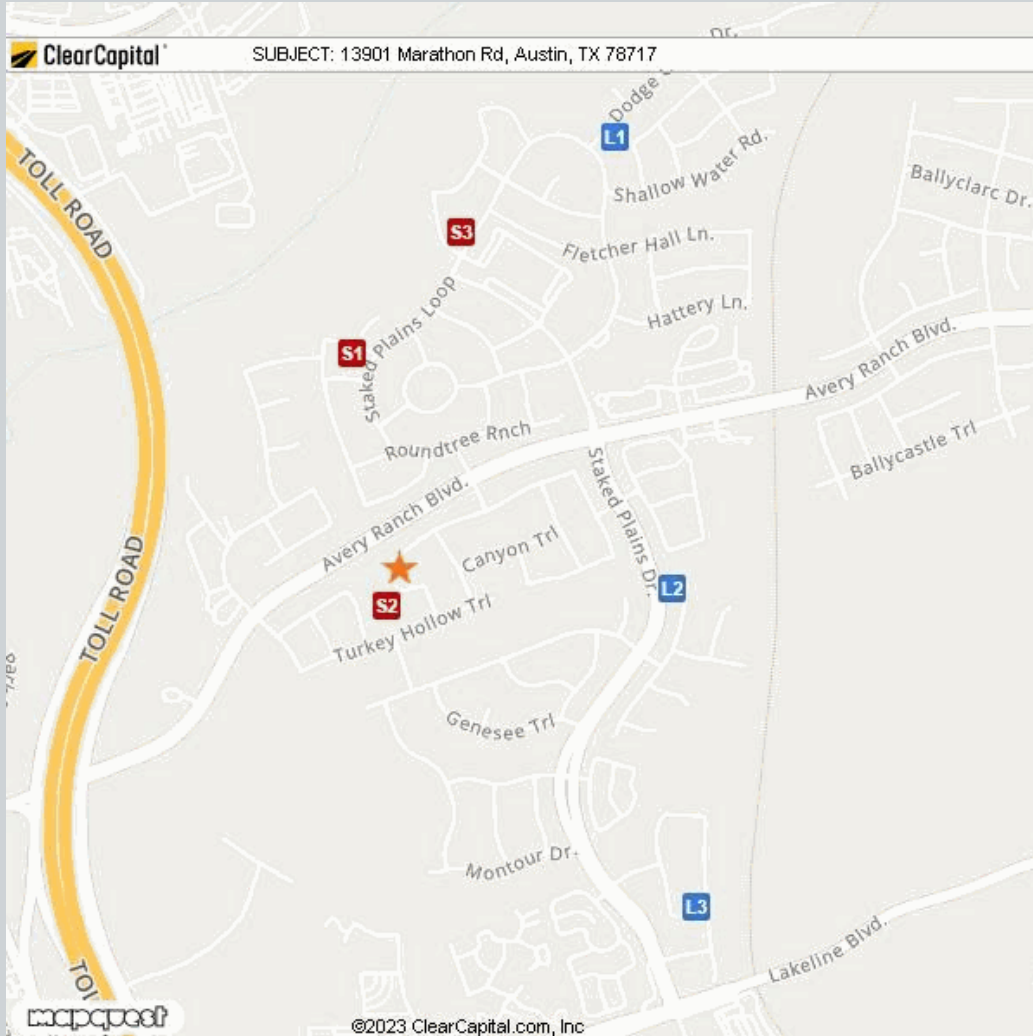 Dr.
ClearCapital
SUBJECT: 13901 Marathon Rd, Austin, TX 78717
Dodge
L1
TOLL ROAD
Shallow Water Rd.
Ballyclarc Dr.
S3
Fletcher Hall Ln.
Staked Plains Loop
Hattery Ln.
S1
Avery Ranch Blvd.
Roundtree Rnch
Ballycastle Trl
Staked Plains Dr.
Avery Ranch Blvd.
Canyon Trl
TOLL ROAD
L2
S2
Turkey Hollow Trl
Genesee Trl
Montour Dr.
L3
Lakeline Blvd.
mapquest
©2023 ClearCapital.com, Inc